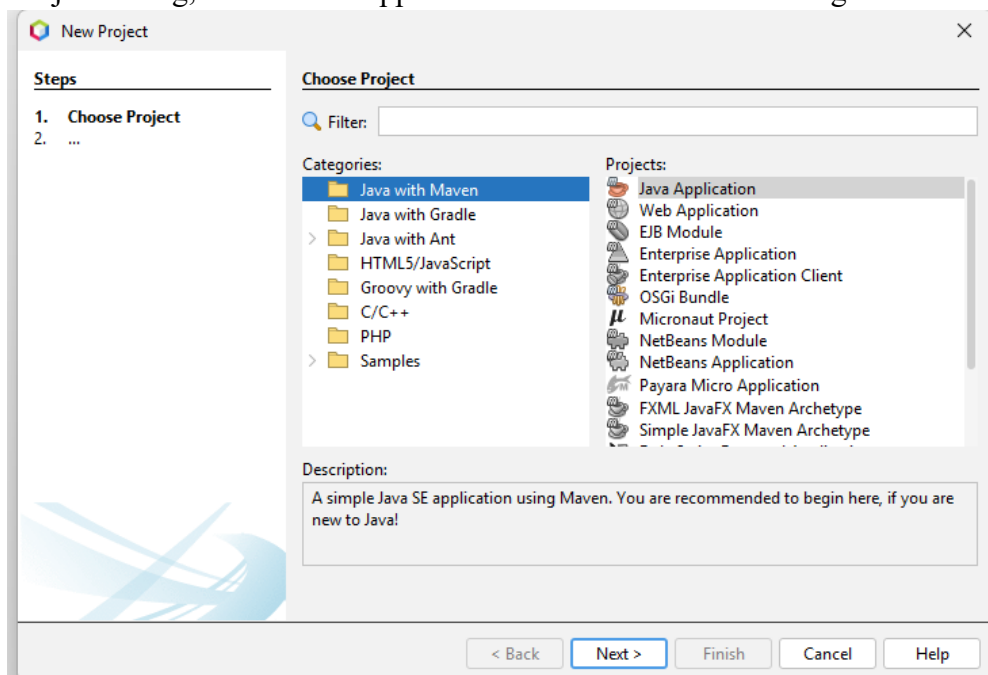 New Project
Steps
1. Choose Project
2. ...
Choose Project
Filter:
Categories:
Java with Maven
Java with Gradle
Java with Ant
HTML5/JavaScript
Groovy with Gradle
C/C++
PHP
Samples
Projects:
Java Application
Web Application
EJB Module
Enterprise Application
Enterprise Application Client
OSGi Bundle
Micronaut Project
NetBeans Module
NetBeans Application
Payara Micro Application
FXML JavaFX Maven Archetype
Simple JavaFX Maven Archetype
Description:
A simple Java SE application using Maven. You are recommended to begin here, if you are
new to Java!
< Back
Next >
Finish
Cancel
Help